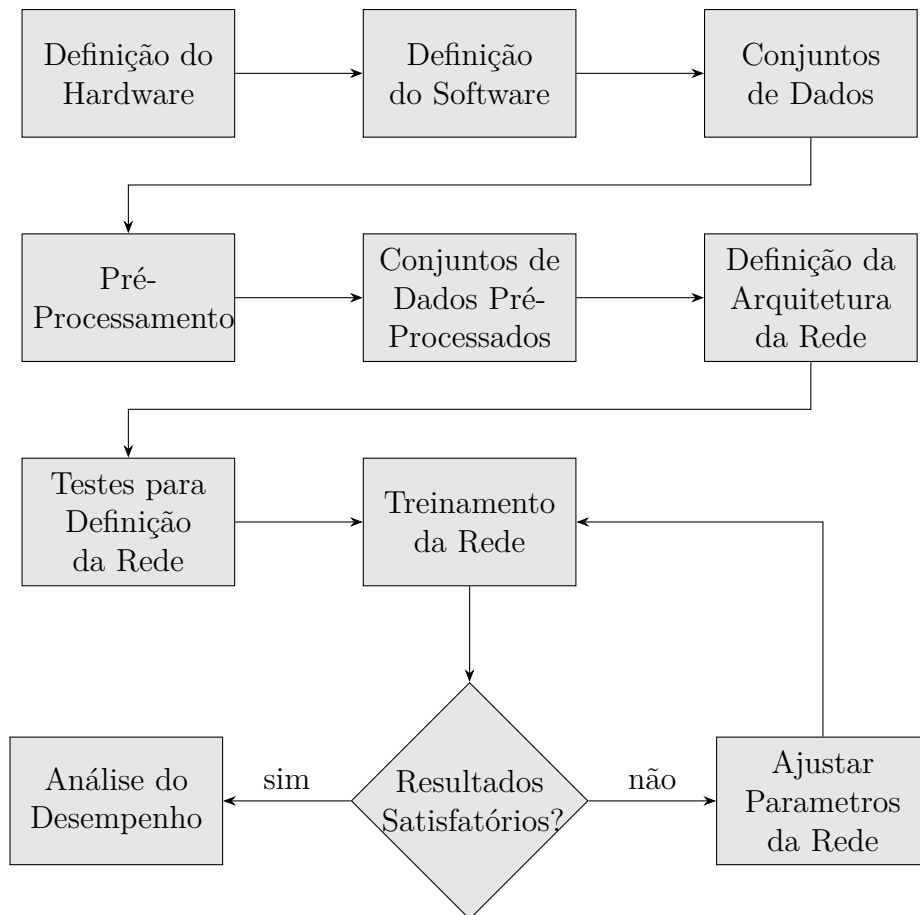 Definição do
Hardware
Definição
do Software
Conjuntos
de Dados
Pré-
Processamento
Conjuntos de
Dados Pré-
Processados
Definição da
Arquitetura
da Rede
Testes para
Definição
da Rede
Treinamento
da Rede
Análise do
Desempenho
sim
Resultados
Satisfatórios?
não
Ajustar
Parametros
da Rede